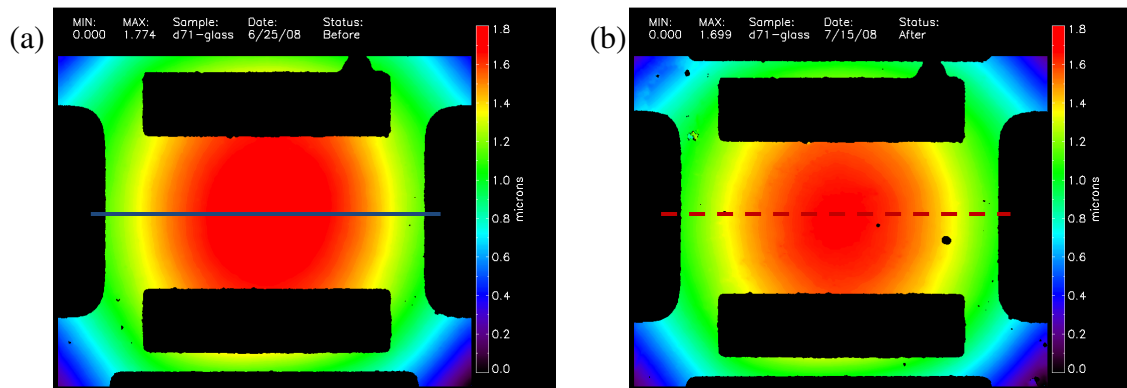 (a)
MIN: MAX: Sample: Date: Status:
0.000 1.774 d71-glass 6/25/08 Before
1.8
1.6
1.4
1.2
1.0
0.8
0.6
0.4
0.2
0.0
microns
(b)
MIN: MAX: Sample: Date: Status:
0.000 1.699 d71-glass 7/15/08 After
1.8
1.6
1.4
1.2
1.0
0.8
0.6
0.4
0.2
0.0
microns